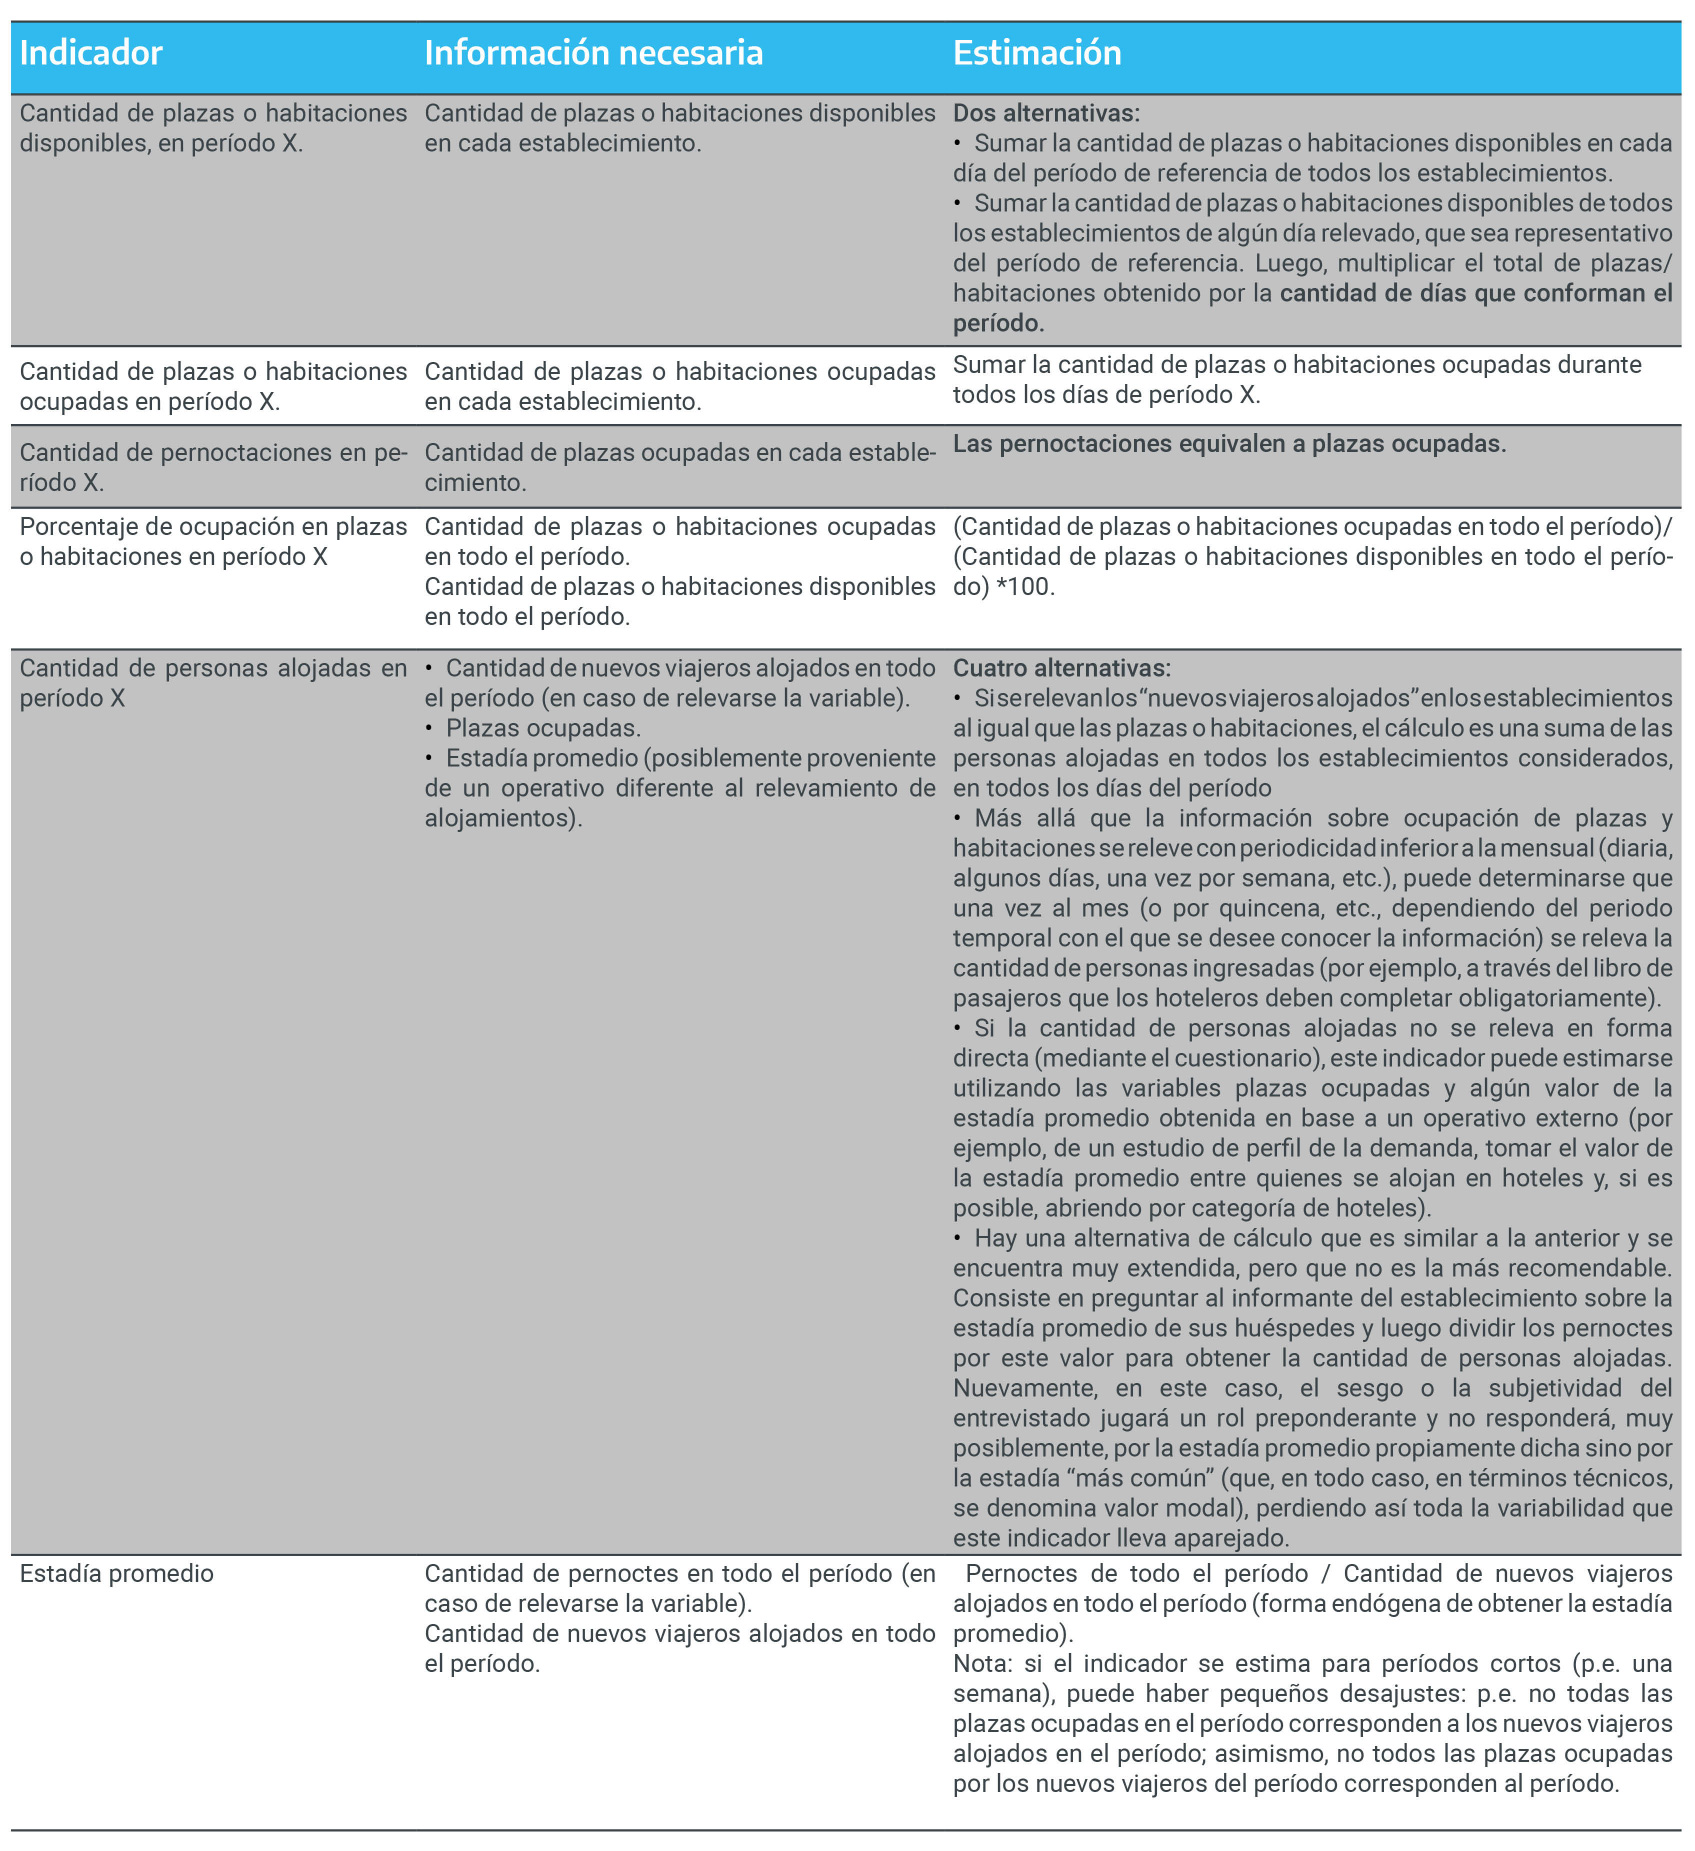 Indicador
Información necesaria
Estimación
Cantidad de plazas o habitaciones
disponibles, en período X.
Cantidad de plazas o habitaciones disponibles
en cada establecimiento.
Dos alternativas:
• Sumar la cantidad de plazas o habitaciones disponibles en cada
día del período de referencia de todos los establecimientos.
• Sumar la cantidad de plazas o habitaciones disponibles de todos
los establecimientos de algún día relevado, que sea representativo
del período de referencia. Luego, multiplicar el total de plazas/
habitaciones obtenido por la cantidad de días que conforman el
período.
Cantidad de plazas o habitaciones
ocupadas en período X.
Cantidad de plazas o habitaciones ocupadas
en cada establecimiento.
Sumar la cantidad de plazas o habitaciones ocupadas durante
todos los días de período X.
Cantidad de pernoctaciones en pe-
ríodo X.
Cantidad de plazas ocupadas en cada estable-
cimiento.
Las pernoctaciones equivalen a plazas ocupadas.
Porcentaje de ocupación en plazas
o habitaciones en período X
Cantidad de plazas o habitaciones ocupadas
en todo el período.
Cantidad de plazas o habitaciones disponibles
en todo el período.
(Cantidad de plazas o habitaciones ocupadas en todo el período)/
(Cantidad de plazas o habitaciones disponibles en todo el perío-
do) *100.
Cantidad de personas alojadas en
período X
• Cantidad de nuevos viajeros alojados en todo
el período (en caso de relevarse la variable).
• Plazas ocupadas.
• Estadía promedio (posiblemente proveniente
de un operativo diferente al relevamiento de
alojamientos).
Cuatro alternativas:
• Si se relevan los “nuevos viajeros alojados” en los establecimientos
al igual que las plazas o habitaciones, el cálculo es una suma de las
personas alojadas en todos los establecimientos considerados,
en todos los días del período
• Más allá que la información sobre ocupación de plazas y
habitaciones se releve con periodicidad inferior a la mensual (diaria,
algunos días, una vez por semana, etc.), puede determinarse que
una vez al mes (o por quincena, etc., dependiendo del periodo
temporal con el que se desee conocer la información) se releva la
cantidad de personas ingresadas (por ejemplo, a través del libro de
pasajeros que los hoteleros deben completar obligatoriamente).
• Si la cantidad de personas alojadas no se releva en forma
directa (mediante el cuestionario), este indicador puede estimarse
utilizando las variables plazas ocupadas y algún valor de la
estadía promedio obtenida en base a un operativo externo (por
ejemplo, de un estudio de perfil de la demanda, tomar el valor de
la estadía promedio entre quienes se alojan en hoteles y, si es
posible, abriendo por categoría de hoteles).
• Hay una alternativa de cálculo que es similar a la anterior y se
encuentra muy extendida, pero que no es la más recomendable.
Consiste en preguntar al informante del establecimiento sobre la
estadía promedio de sus huéspedes y luego dividir los pernoctes
por este valor para obtener la cantidad de personas alojadas.
Nuevamente, en este caso, el sesgo o la subjetividad del
entrevistado jugará un rol preponderante y no responderá, muy
posiblemente, por la estadía promedio propiamente dicha sino por
la estadía “más común” (que, en todo caso, en términos técnicos,
se denomina valor modal), perdiendo así toda la variabilidad que
este indicador lleva aparejado.
Estadía promedio
Cantidad de pernoctes en todo el período (en
caso de relevarse la variable).
Cantidad de nuevos viajeros alojados en todo
el período.
Pernoctes de todo el período / Cantidad de nuevos viajeros
alojados en todo el período (forma endógena de obtener la estadía
promedio).
Nota: si el indicador se estima para períodos cortos (p.e. una
semana), puede haber pequeños desajustes: p.e. no todas las
plazas ocupadas en el período corresponden a los nuevos viajeros
alojados en el período; asimismo, no todos las plazas ocupadas
por los nuevos viajeros del período corresponden al período.